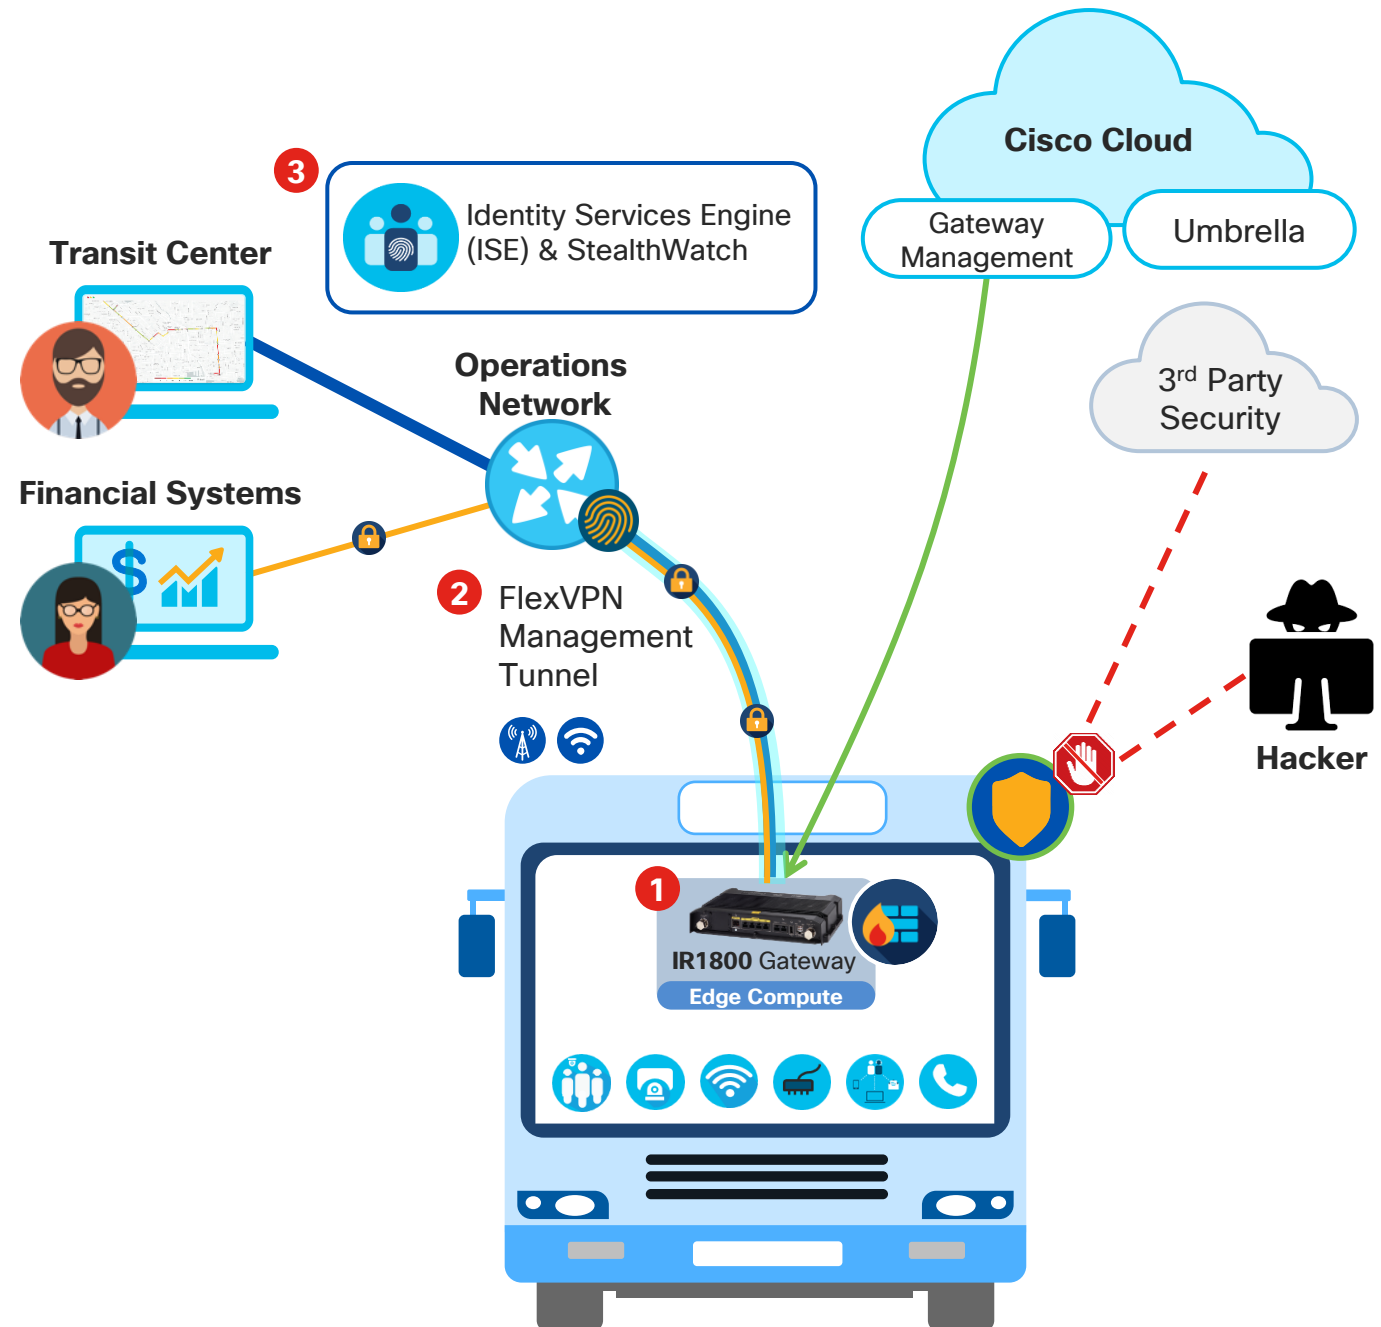 Cisco Cloud
3
Identity Services Engine
(ISE) & StealthWatch
Gateway
Management
Umbrella
Transit Center
3rd Party
Security
Operations
Network
Financial Systems
$
2
FlexVPN
Management
Tunnel
Hacker
1
IR1800 Gateway
Edge Compute